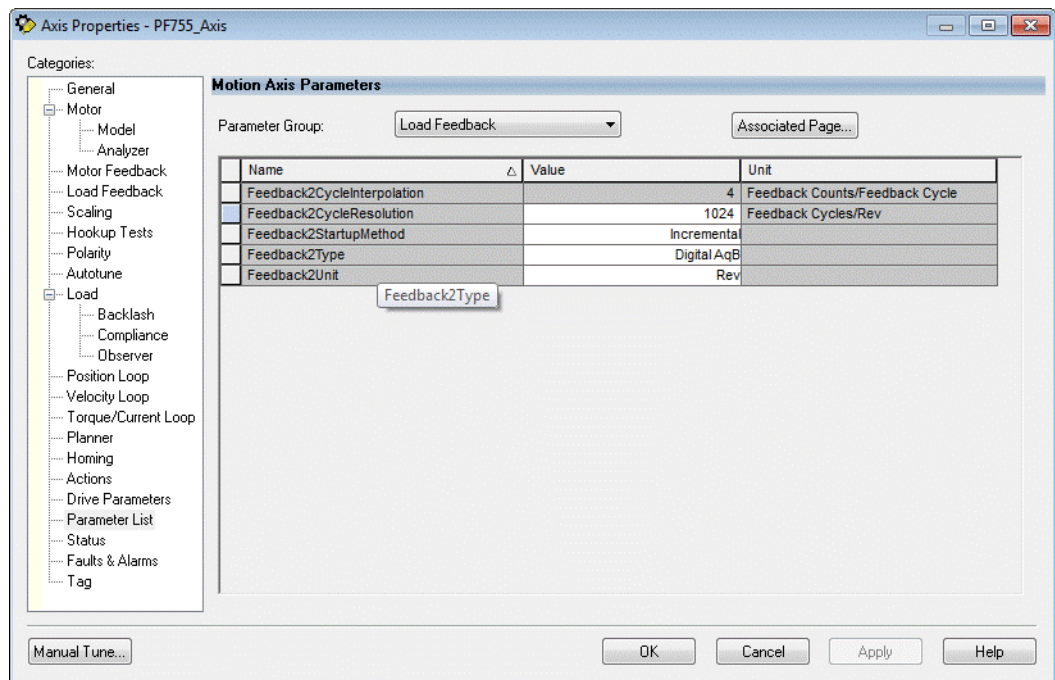 Axis Properties - PF755_Axis
Categories:
General
Motor
Model
Analyzer
Motor Feedback
Load Feedback
Scaling
Hookup Tests
Polarity
Autotune
Load
Backlash
Compliance
Observer
Position Loop
Velocity Loop
Torque/Current Loop
Planner
Homing
Actions
Drive Parameters
Parameter List
Status
Faults & Alarms
Tag
Motion Axis Parameters
Parameter Group: Load Feedback Associated Page...
Name Value Unit
Feedback2CycleInterpolation 4 Feedback Counts/Feedback Cycle
Feedback2CycleResolution 1024 Feedback Cycles/Rev
Feedback2StartupMethod Incremental
Feedback2Type Digital AqB
Feedback2Unit Rev
Feedback2Type
Manual Tune... OK Cancel Apply Help